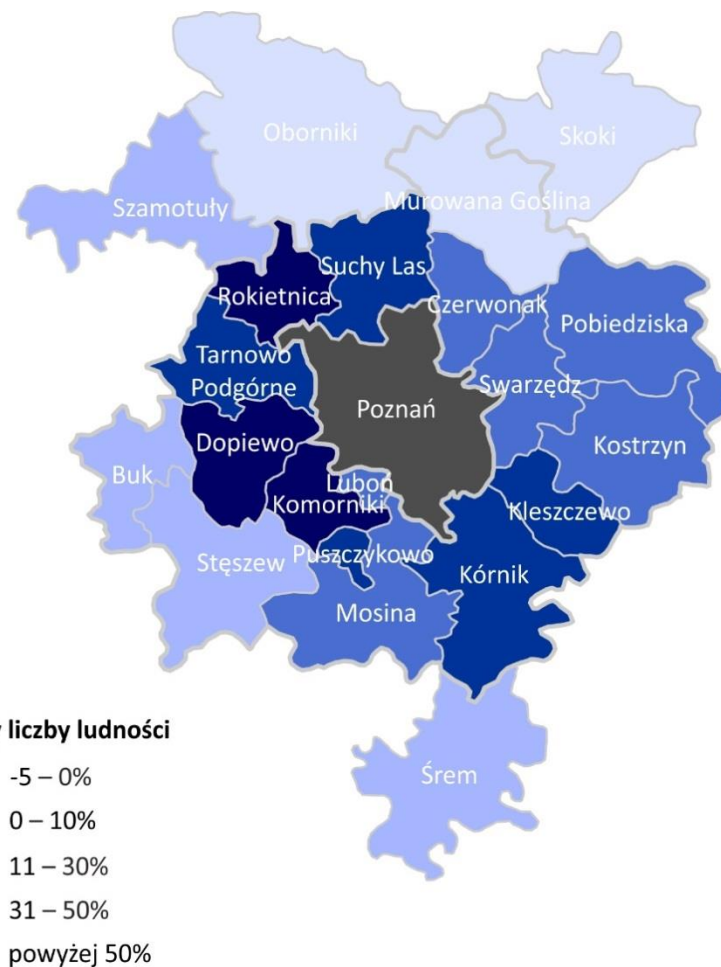 Oborniki
Skoki
Szamotuły
Murowana Goślina
Suchy Las
Rokietnica
Czerwonak
Pobiedziska
Tarnowo
Podgórne
Swarzędz
Poznań
Dopiewo
Kostrzyn
Buk
Luboń
Komorniki
Kleszczewo
Puszczykowo
Stęszew
Kórnik
Mosina
Śrem
liczby ludności
-5 – 0%
0 – 10%
11 – 30%
31 – 50%
powyżej 50%